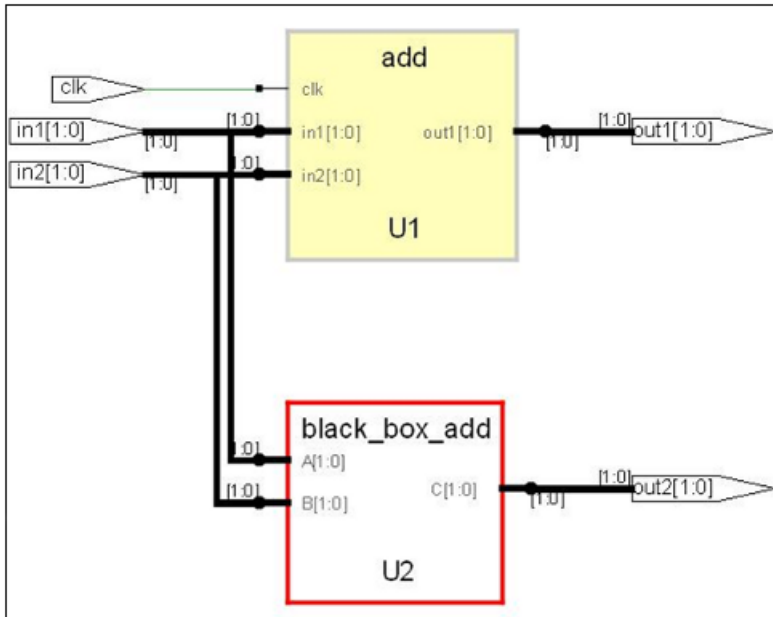 add
clk
clk
[1:0]
[1:0]
in1[1:0]
[1:0]
in1[1:0]
out1[1:0]
[1:0]
out1[1:0]
[1:0]
in2[1:0]
[1:0]
in2[1:0]
U1
black_box_add
[1:0]
A[1:0]
[1:0]
[1:0]
B[1:0]
C[1:0]
[1:0]
out2[1:0]
U2